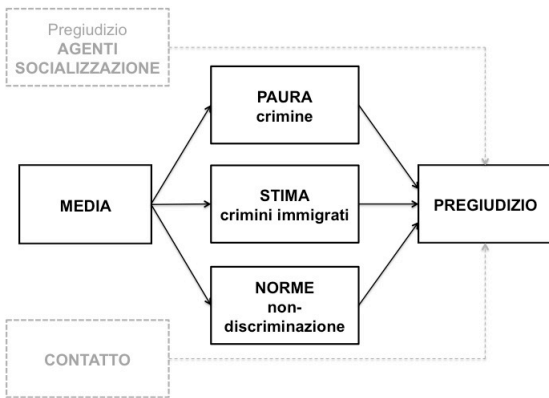 Pregiudizio
AGENTI
SOCIALIZZAZIONE
PAURA
crimine
MEDIA
STIMA
crimini immigrati
PREGIUDIZIO
NORME
non-
discriminazione
CONTATTO